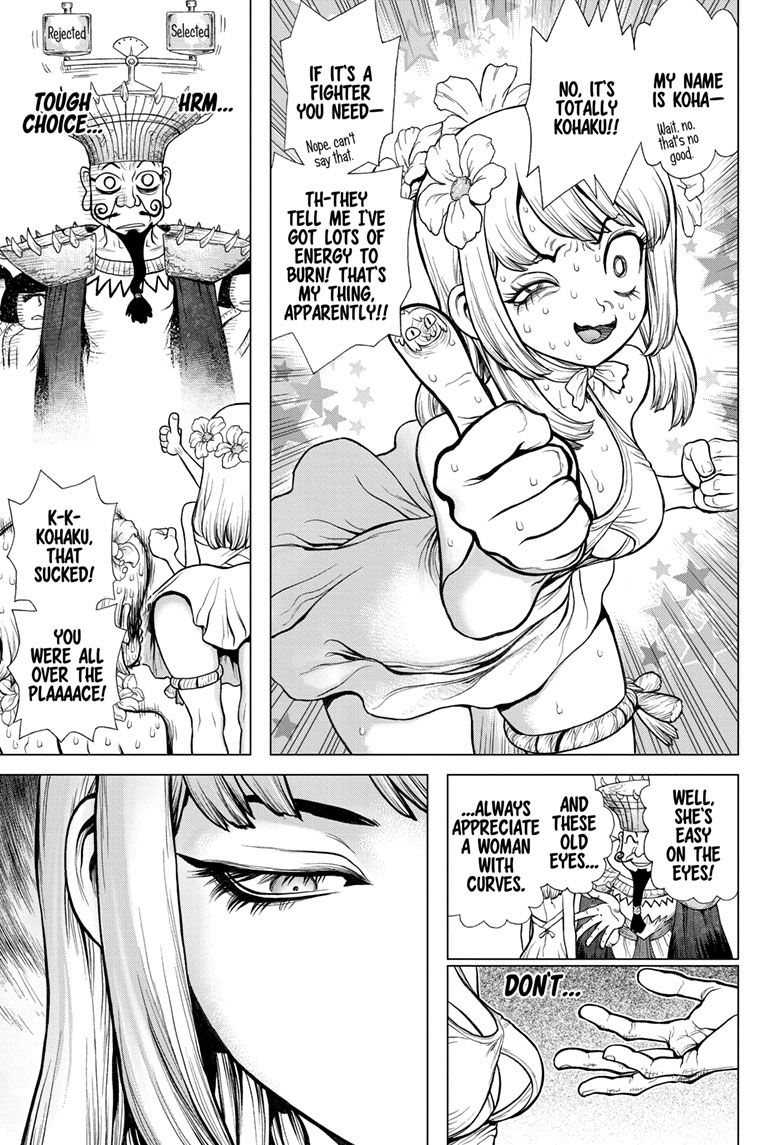 MY NAME
IS KOHA—
Wait, no.
that's no
good.
NO, IT'S
TOTALLY
KOHAKU!!
IF IT'S A
FIGHTER
YOU NEED—
Nope. can't
say that.
TH-THEY
TELL ME I'VE
GOT LOTS OF
ENERGY TO
BURN! THAT'S
MY THING,
APPARENTLY!!
Rejected
Selected
HRM...
TOUGH
CHOICE...
K-K-
KOHAKU,
THAT
SUCKED!
YOU
WERE ALL
OVER THE
PLAAAACE!
WELL,
SHE'S
EASY
ON THE
EYES!
AND
THESE
OLD
EYES...
...ALWAYS
APPRECIATE
A WOMAN
WITH
CURVES.
DON'T...